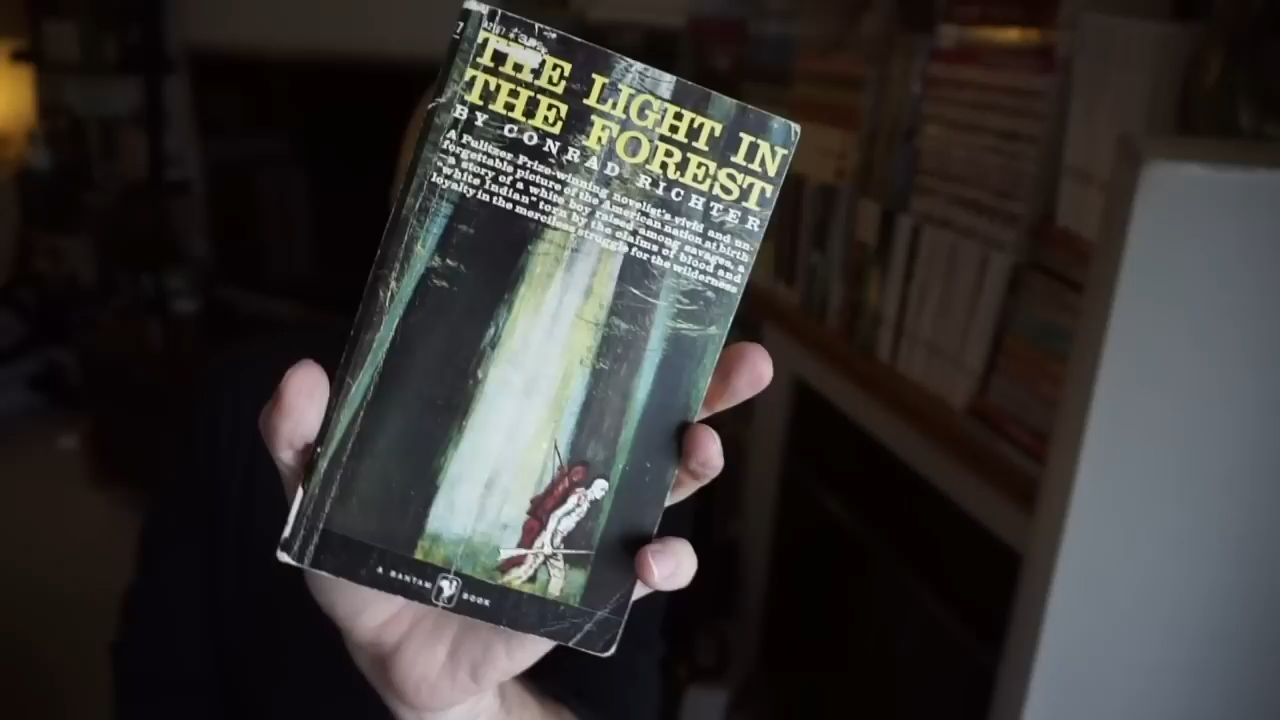 THE LIGHT IN
THE FOREST
BY CONRAD RICHTER
A Pulitzer Prize-winning novelist's vivid and un-
forgettable picture of the American nation at birth
- a story of a white boy raised among savages, a
"white Indian" torn by the claims of blood and
loyalty in the merciless struggle for the wilderness
A BANTAM BOOK